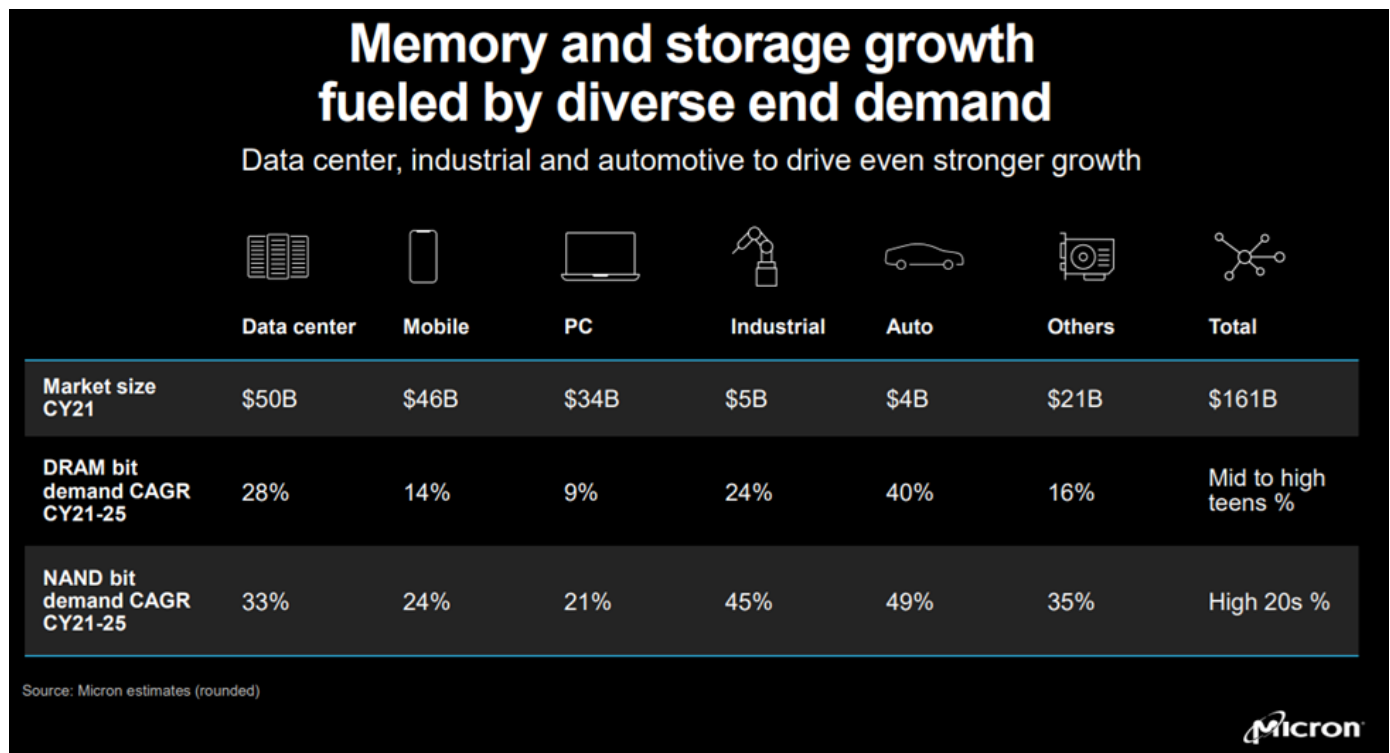 Memory and storage growth
fueled by diverse end demand
Data center, industrial and automotive to drive even stronger growth
Data center Mobile PC Industrial Auto Others Total
Market size
CY21
$50B $46B $34B $5B $4B $21B $161B
DRAM bit
demand CAGR
CY21-25
28% 14% 9% 24% 40% 16% Mid to high
teens %
NAND bit
demand CAGR
CY21-25
33% 24% 21% 45% 49% 35% High 20s %
Source: Micron estimates (rounded)
Micron